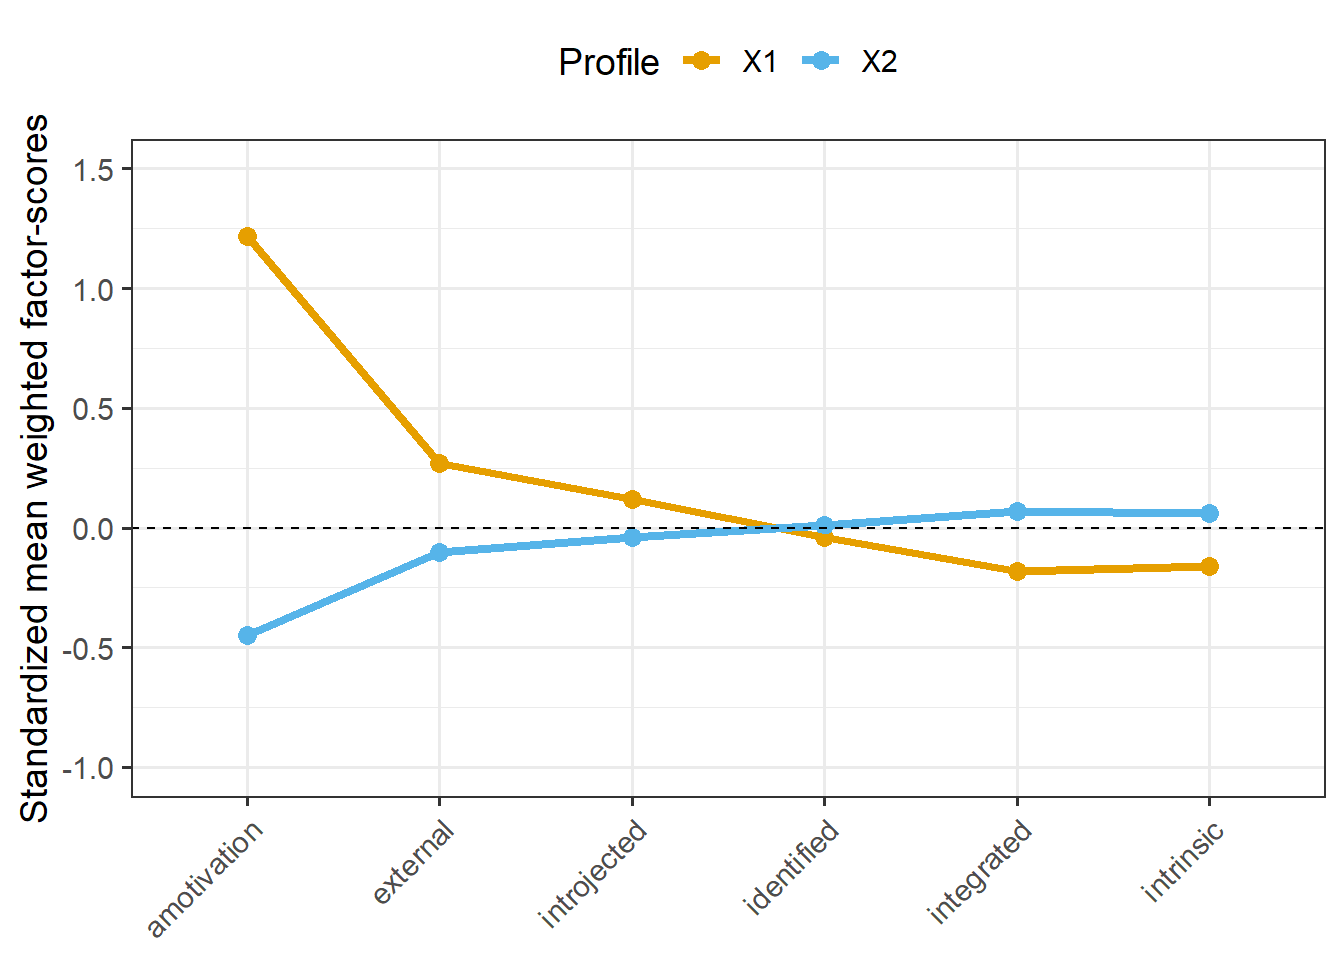 Profile X1 X2
Standardized mean weighted factor-scores
1.5
1.0
0.5
0.0
-0.5
-1.0
amotivation
external
introjected
identified
integrated
intrinsic